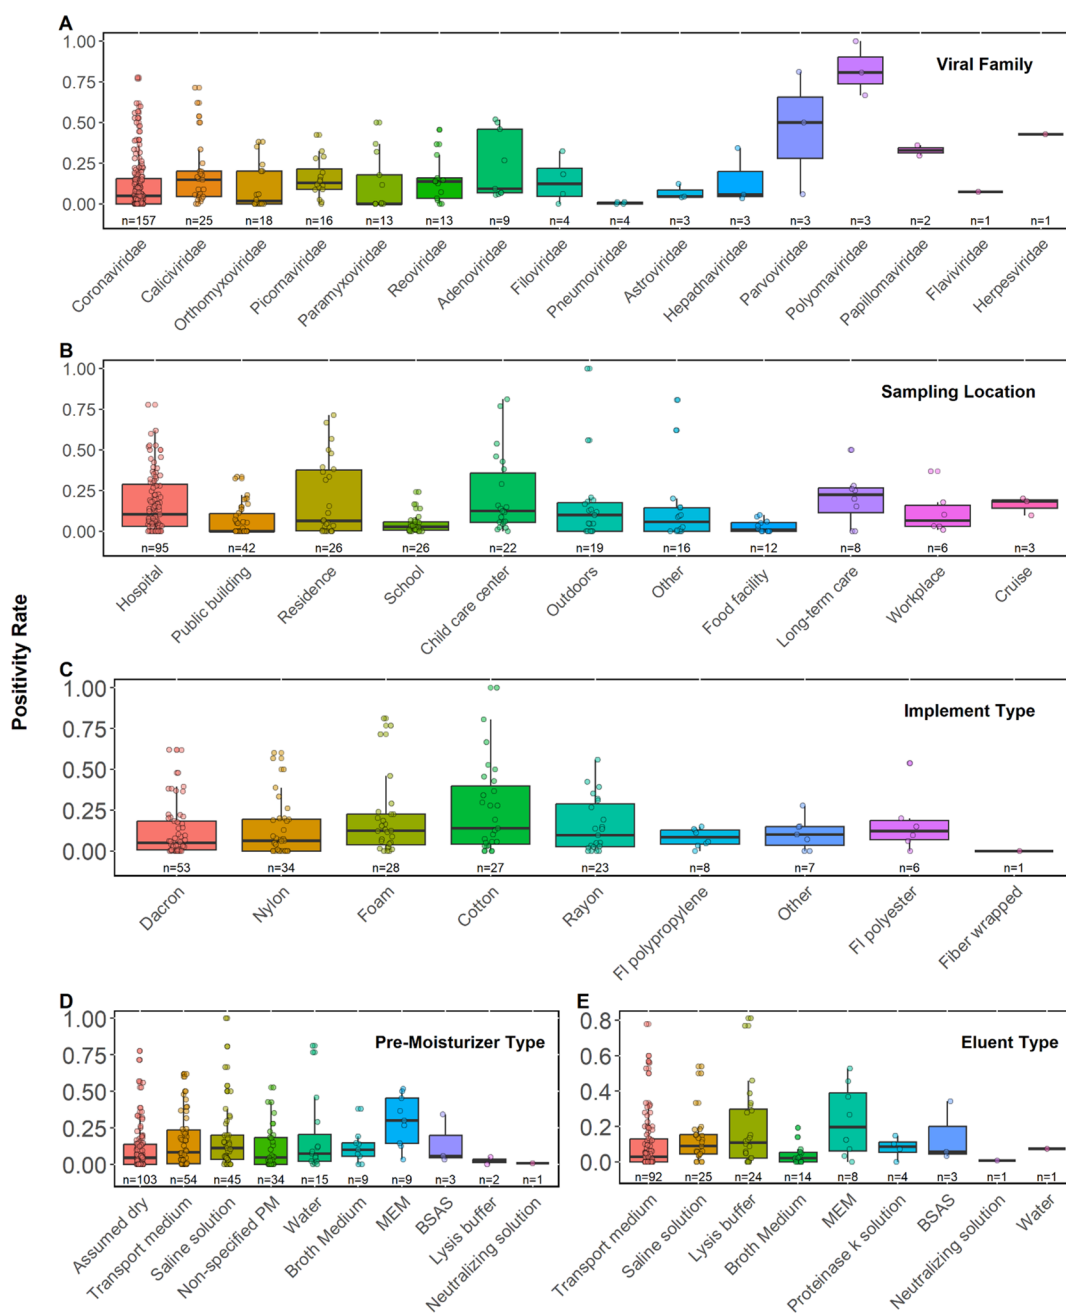 Positivity Rate
A
Viral Family
1.00
0.75
0.50
0.25
0.00
n=157 n=25 n=18 n=16 n=13 n=13 n=9 n=4 n=4 n=3 n=3 n=3 n=3 n=2 n=1 n=1
Coronaviridae Caliciviridae Orthomyxoviridae Picornaviridae Paramyxoviridae Reoviridae Adenoviridae Filoviridae Pneumoviridae Astroviridae Hepadnaviridae Parvoviridae Polyomaviridae Papillomaviridae Flaviviridae Herpesviridae
B
Sampling Location
1.00
0.75
0.50
0.25
0.00
n=95 n=42 n=26 n=26 n=22 n=19 n=16 n=12 n=8 n=6 n=3
Hospital Public building Residence School Child care center Outdoors Other Food facility Long-term care Workplace Cruise
C
Implement Type
1.00
0.75
0.50
0.25
0.00
n=53 n=34 n=28 n=27 n=23 n=8 n=7 n=6 n=1
Dacron Nylon Foam Cotton Rayon Fl polypropylene Other Fl polyester Fiber wrapped
D
Pre-Moisturizer Type
1.00
0.75
0.50
0.25
0.00
n=103 n=54 n=45 n=34 n=15 n=9 n=9 n=3 n=2 n=1
Assumed dry Transport medium Saline solution Non-specified PM Water Broth Medium MEM BSAS Lysis buffer Neutralizing solution
E
Eluent Type
0.8
0.6
0.4
0.2
0.0
n=92 n=25 n=24 n=14 n=8 n=4 n=3 n=1 n=1
Transport medium Saline solution Lysis buffer Broth Medium MEM Proteinase k solution BSAS Neutralizing solution Water